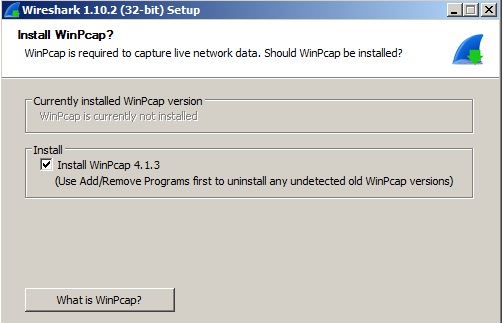 Wireshark 1.10.2 (32-bit) Setup
Install WinPcap?
WinPcap is required to capture live network data. Should WinPcap be installed?
Currently installed WinPcap version
WinPcap is currently not installed
Install
Install WinPcap 4.1.3
(Use Add/Remove Programs first to uninstall any undetected old WinPcap versions)
What is WinPcap?